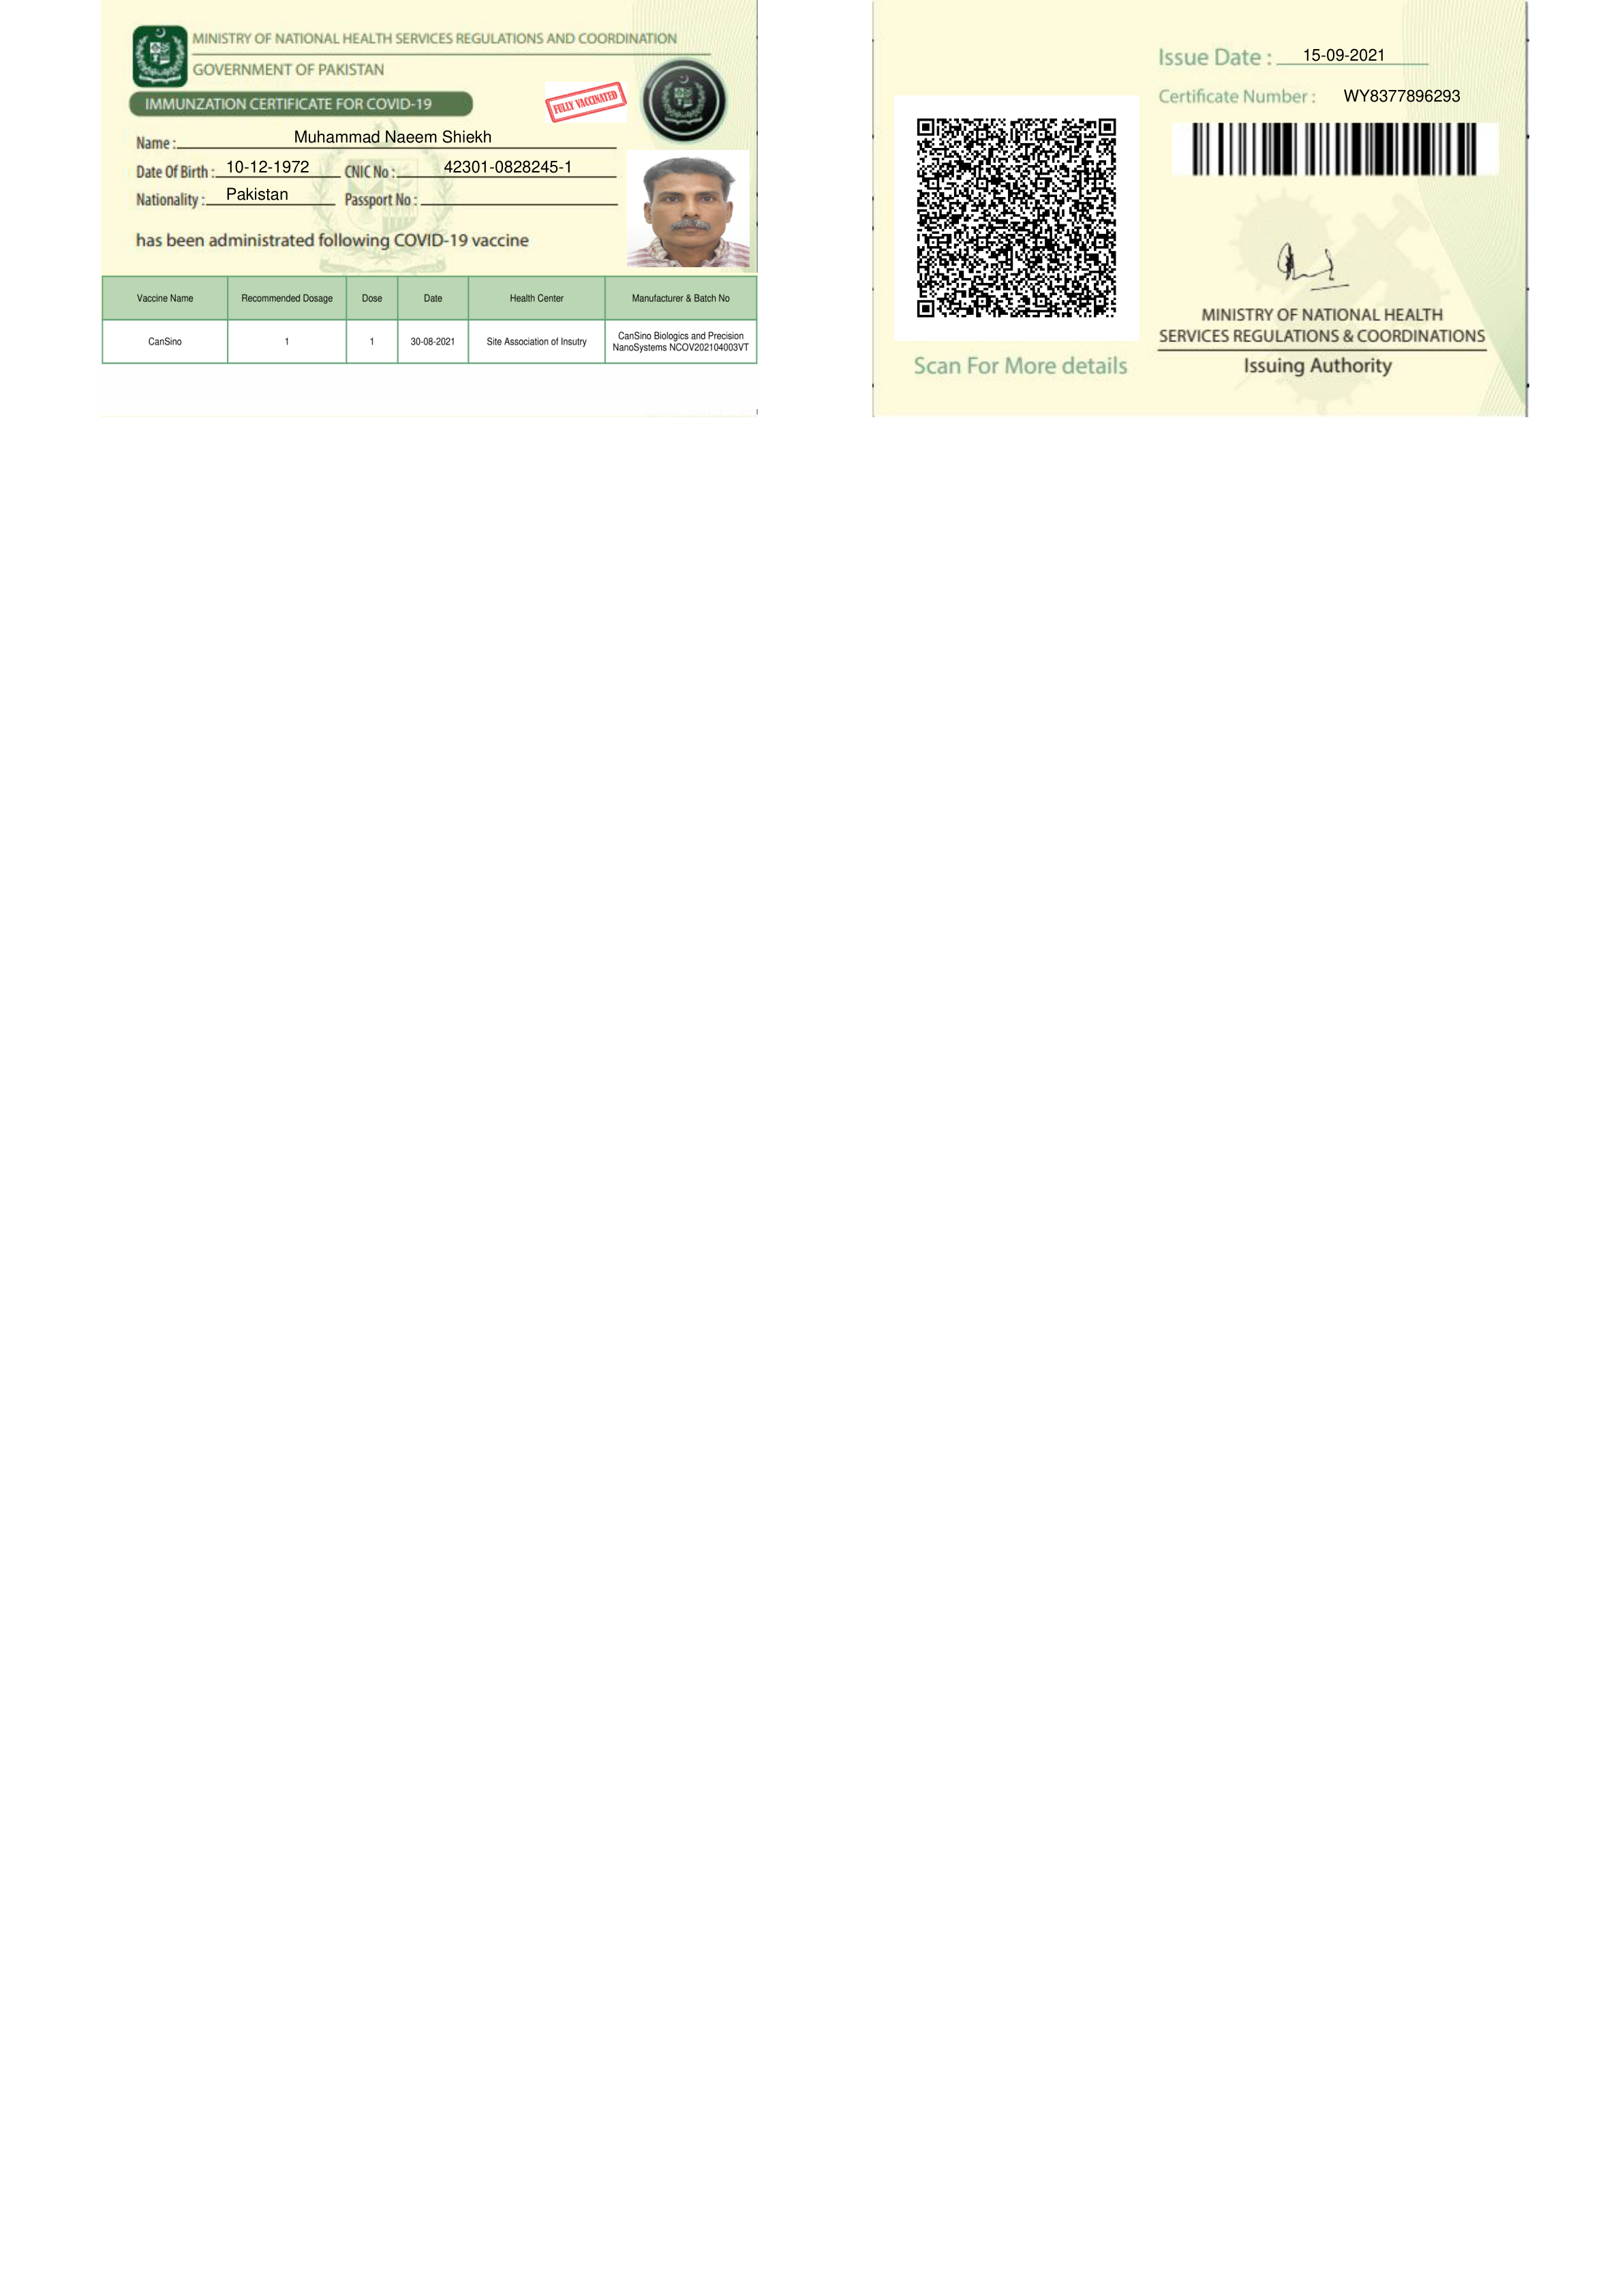 MINISTRY OF NATIONAL HEALTH SERVICES REGULATIONS AND COORDINATION
GOVERNMENT OF PAKISTAN
IMMUNZATION CERTIFICATE FOR COVID-19
FULLY VACCINATED
Name : Muhammad Naeem Shiekh
Date Of Birth : 10-12-1972 CNIC No : 42301-0828245-1
Nationality : Pakistan Passport No :
has been administrated following COVID-19 vaccine
Vaccine Name Recommended Dosage Dose Date Health Center Manufacturer & Batch No
CanSino 1 1 30-08-2021 Site Association of Insutry CanSino Biologics and Precision
NanoSystems NCOV202104003VT
Issue Date : 15-09-2021
Certificate Number : WY8377896293
Scan For More details
MINISTRY OF NATIONAL HEALTH
SERVICES REGULATIONS & COORDINATIONS
Issuing Authority